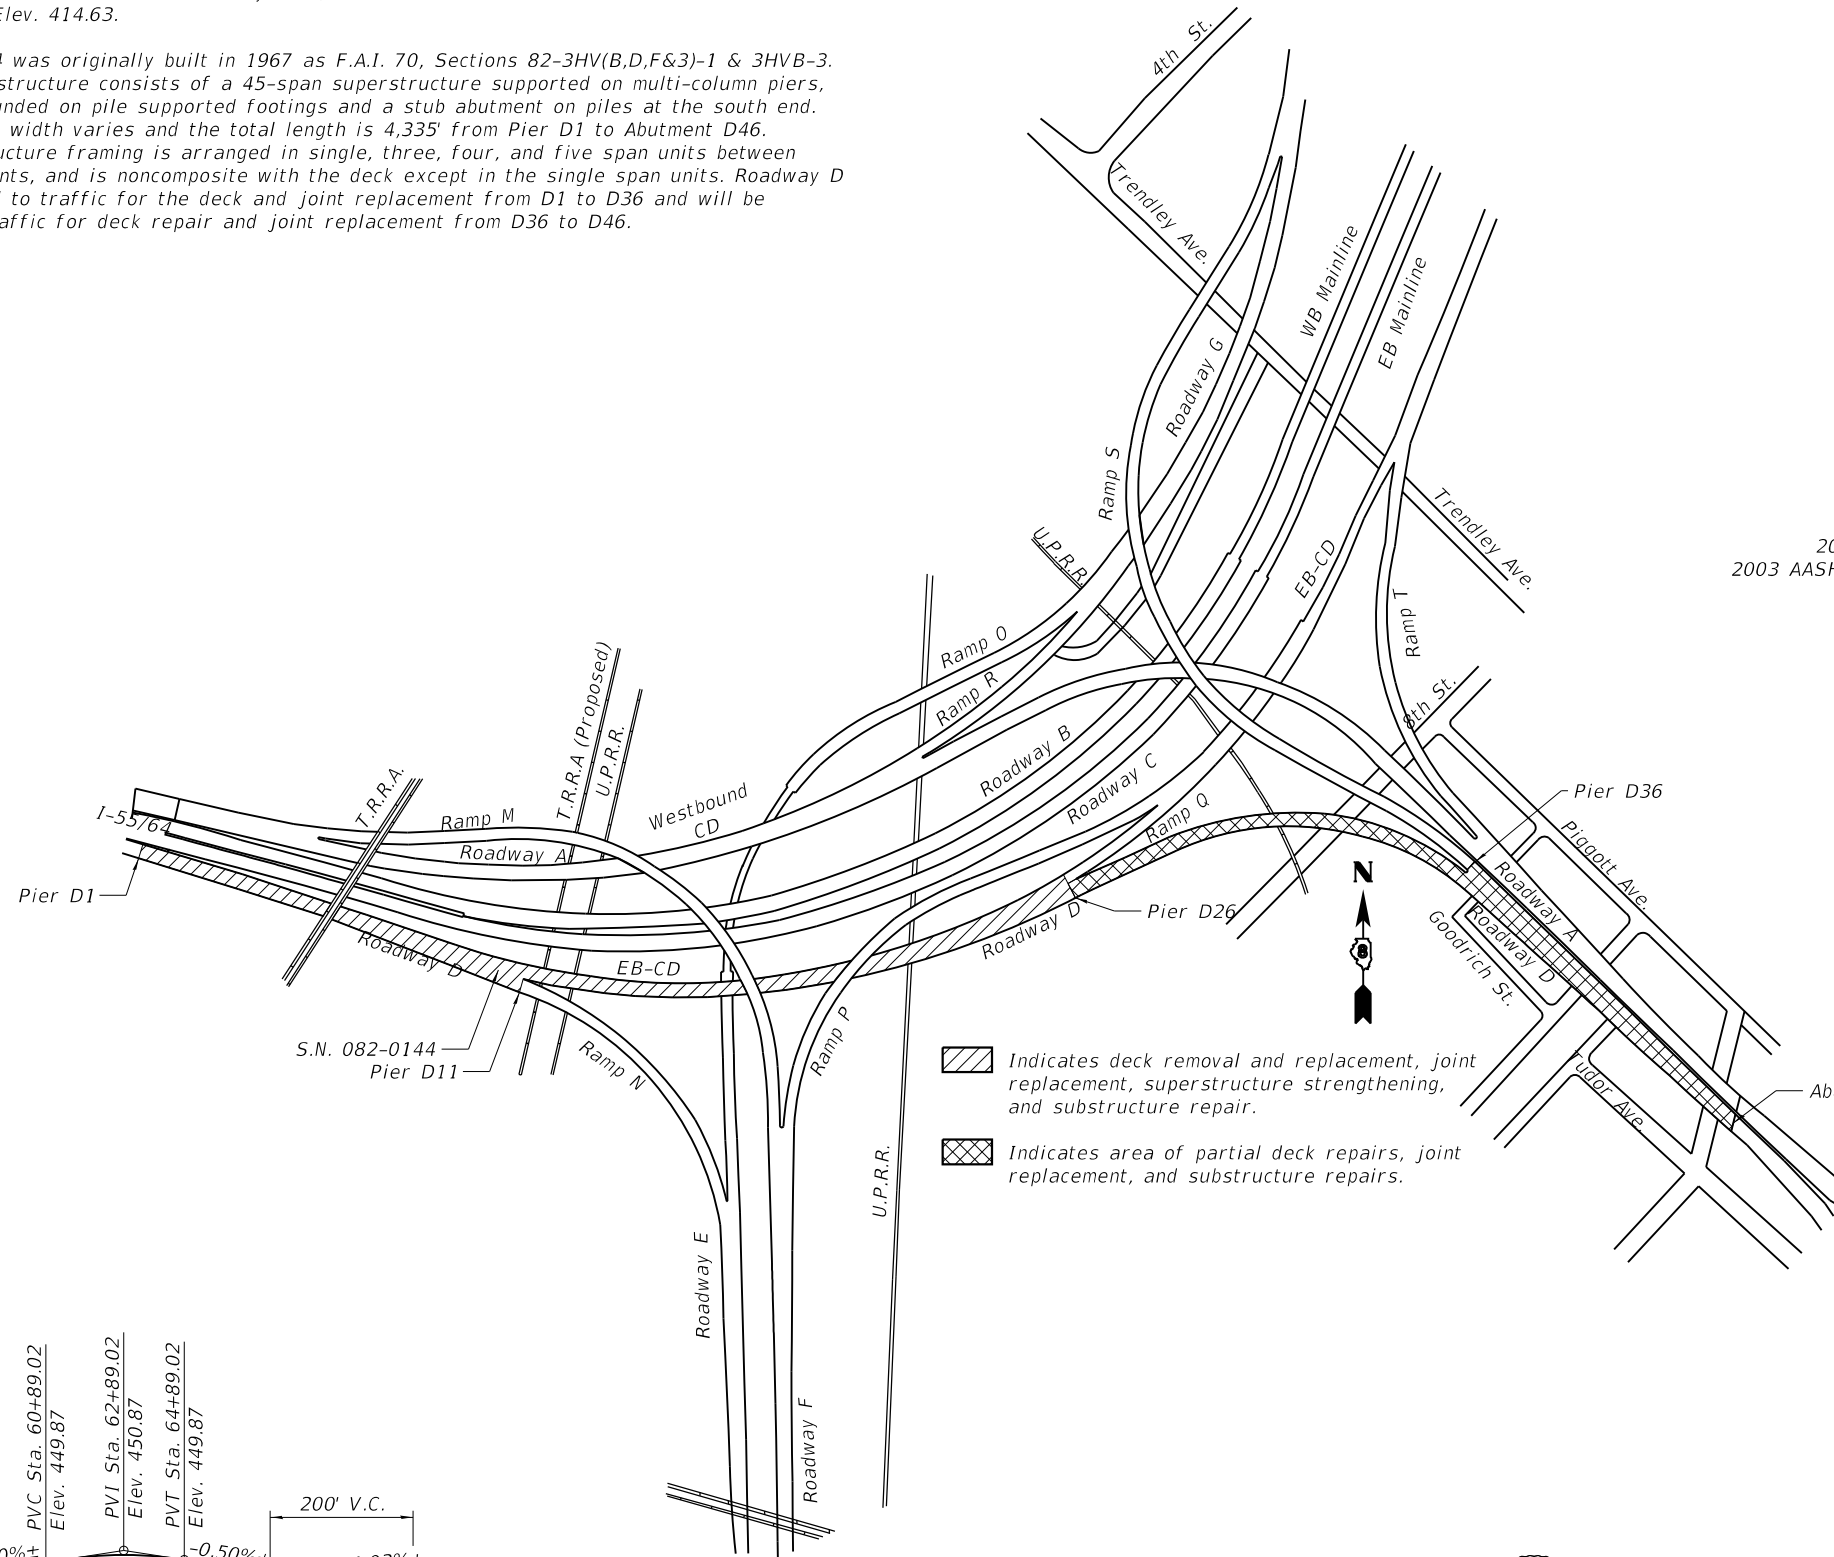 Elev. 414.63.
was originally built in 1967 as F.A.I. 70, Sections 82-3HV(B,D,F&3)-1 & 3HVB-3.
structure consists of a 45-span superstructure supported on multi-column piers,
on pile supported footings and a stub abutment on piles at the south end.
width varies and the total length is 4,335' from Pier D1 to Abutment D46.
framing is arranged in single, three, four, and five span units between
and is noncomposite with the deck except in the single span units. Roadway D
to traffic for the deck and joint replacement from D1 to D36 and will be
for deck repair and joint replacement from D36 to D46.
4th St.
Trendley Ave.
WB Mainline
EB Mainline
Roadway G
Ramp S
Trendley Ave.
U.P.R.R.
EB-CD
2003
Ramp T
Ramp O
Ramp R
8th St.
T.R.R.A (Proposed)
U.P.R.R.
Roadway B
Roadway C
Ramp Q
Pier D36
T.R.R.A.
I-55/64
Ramp M
Westbound
CD
Roadway A
Piggott Ave.
Pier D1
Roadway D
Pier D26
N
Roadway A
Roadway D
Goodrich St.
Roadway D
EB-CD
8
S.N. 082-0144
Pier D11
Ramp N
Ramp P
Tudor Ave.
Indicates deck removal and replacement, joint
replacement, superstructure strengthening,
and substructure repair.
Indicates area of partial deck repairs, joint
replacement, and substructure repairs.
U.P.R.R.
Roadway E
Roadway F
PVC Sta. 60+89.02
Elev. 449.87
PVI Sta. 62+89.02
Elev. 450.87
PVT Sta. 64+89.02
Elev. 449.87
200' V.C.
-0.50%